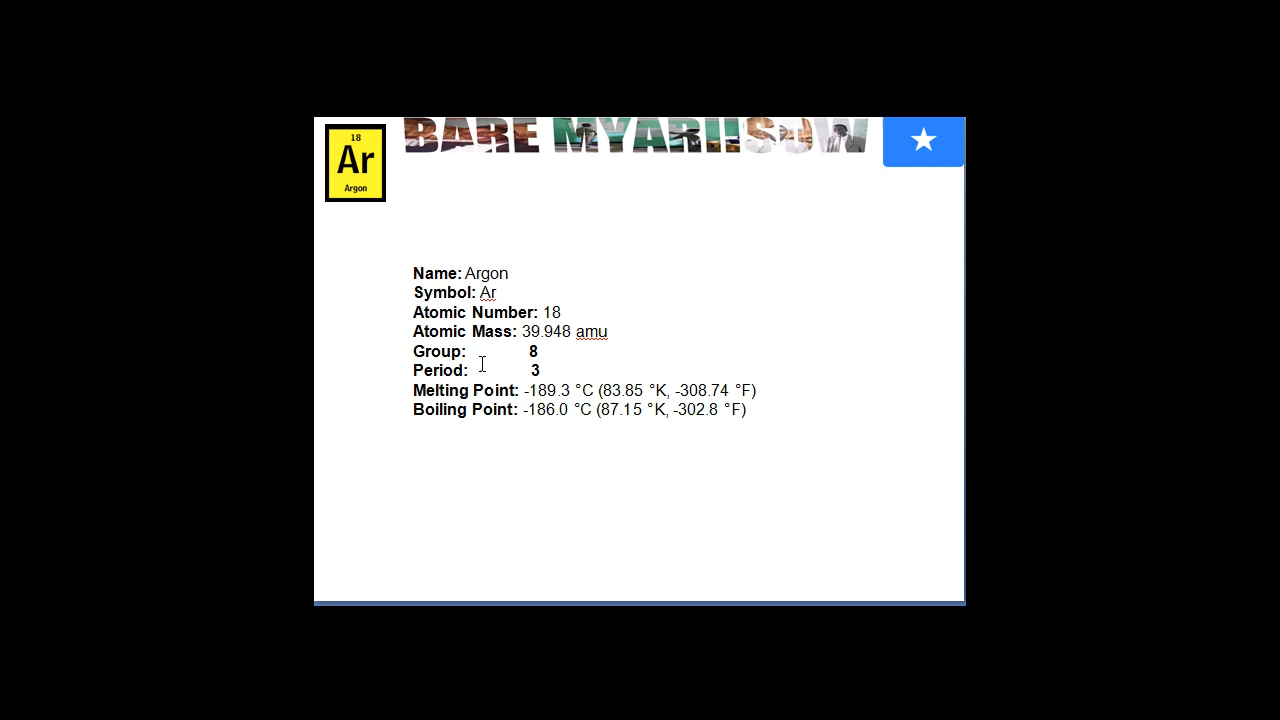 18
Ar
Argon
BARE MYARIISOW
Name: Argon
Symbol: Ar
Atomic Number: 18
Atomic Mass: 39.948 amu
Group: 8
Period: 3
Melting Point: -189.3 °C (83.85 °K, -308.74 °F)
Boiling Point: -186.0 °C (87.15 °K, -302.8 °F)